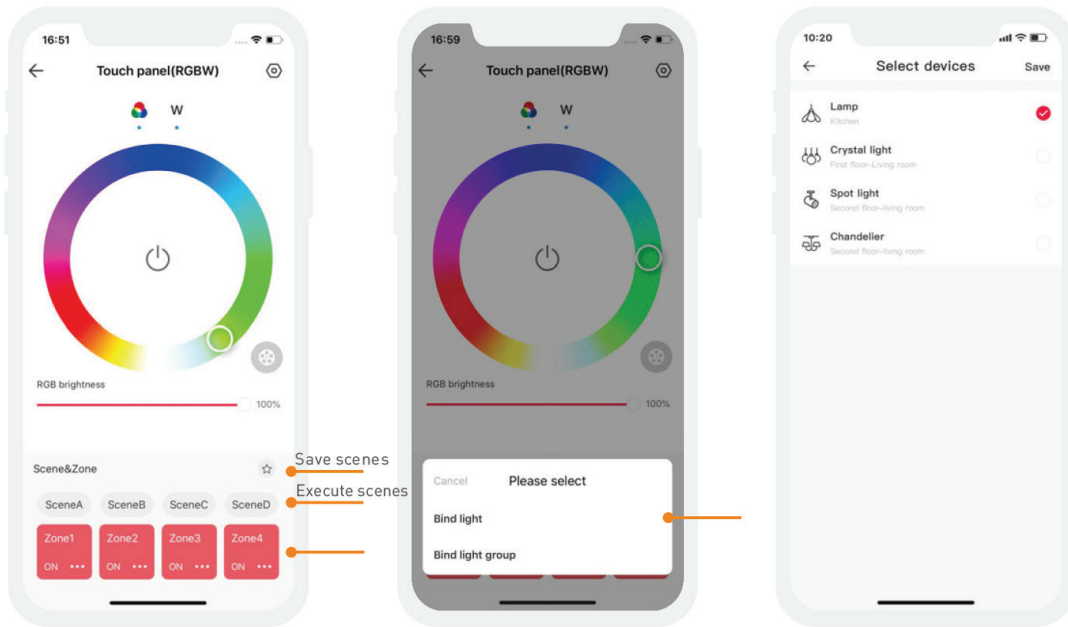 16:51
Touch panel(RGBW)
W
RGB brightness
100%
Scene&Zone
SceneA SceneB SceneC SceneD
Zone1 Zone2 Zone3 Zone4
ON ••• ON ••• ON ••• ON •••
Save scenes
Execute scenes
16:59
Touch panel(RGBW)
W
RGB brightness
100%
Cancel Please select
Bind light
Bind light group
10:20
Select devices Save
Lamp
Kitchen
Crystal light
First floor-Living room
Spot light
Second floor-living room
Chandelier
Second floor-living room